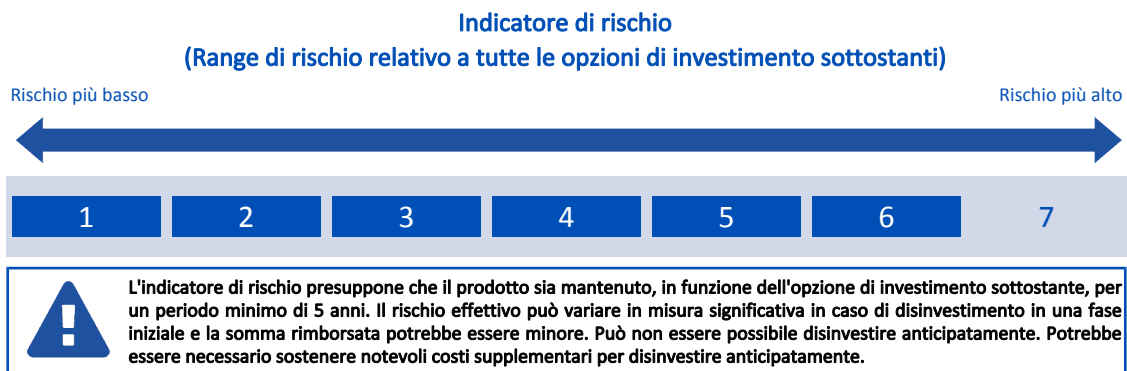 Indicatore di rischio
(Range di rischio relativo a tutte le opzioni di investimento sottostanti)
Rischio più basso Rischio più alto
1 2 3 4 5 6 7
L'indicatore di rischio presuppone che il prodotto sia mantenuto, in funzione dell'opzione di investimento sottostante, per
un periodo minimo di 5 anni. Il rischio effettivo può variare in misura significativa in caso di disinvestimento in una fase
iniziale e la somma rimborsata potrebbe essere minore. Può non essere possibile disinvestire anticipatamente. Potrebbe
essere necessario sostenere notevoli costi supplementari per disinvestire anticipatamente.